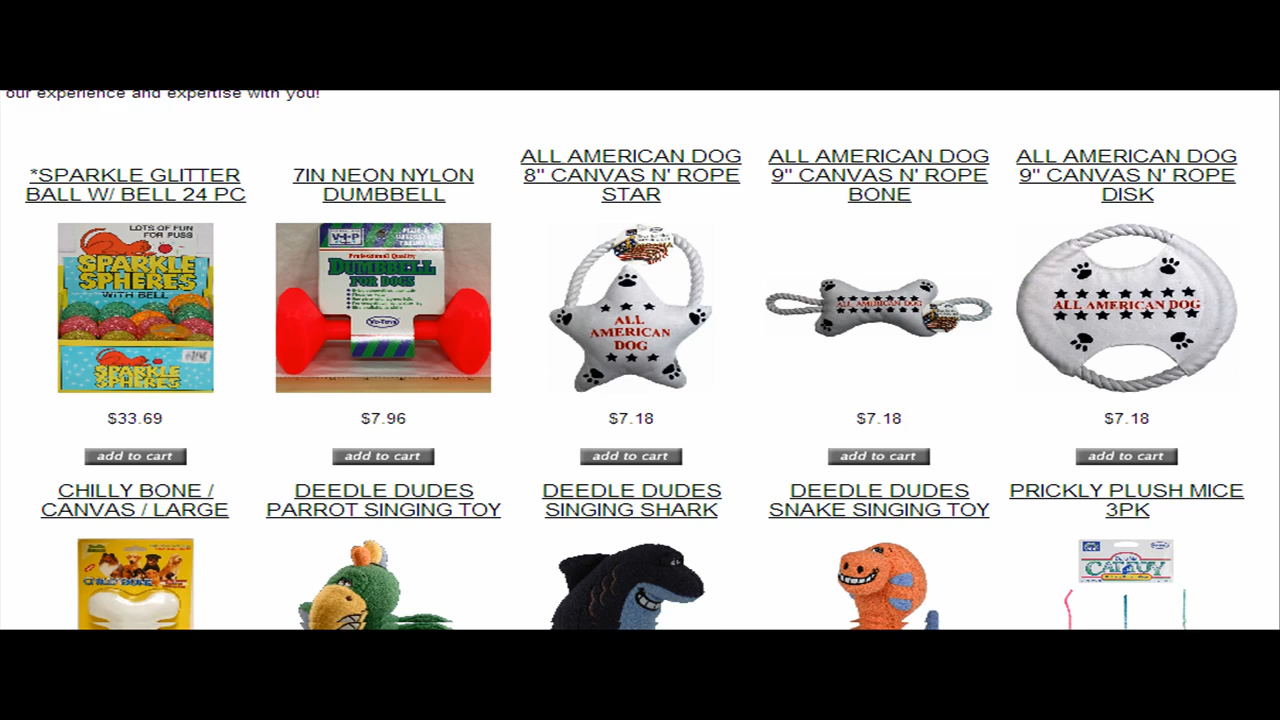 our experience and expertise with you!
*SPARKLE GLITTER
BALL W/ BELL 24 PC
7IN NEON NYLON
DUMBBELL
ALL AMERICAN DOG
8" CANVAS N' ROPE
STAR
ALL AMERICAN DOG
9" CANVAS N' ROPE
BONE
ALL AMERICAN DOG
9" CANVAS N' ROPE
DISK
LOTS OF FUN
FOR PUSS
SPARKLE
SPHERES
WITH BELL
SPARKLE
SPHERES
V-I-P
Professional Quality
DUMBBELL
FOR DOGS
Vo-Toys
ALL
AMERICAN
DOG
ALL AMERICAN DOG
ALL AMERICAN DOG
$33.69
$7.96
$7.18
$7.18
$7.18
add to cart
add to cart
add to cart
add to cart
add to cart
CHILLY BONE /
CANVAS / LARGE
DEEDLE DUDES
PARROT SINGING TOY
DEEDLE DUDES
SINGING SHARK
DEEDLE DUDES
SNAKE SINGING TOY
PRICKLY PLUSH MICE
3PK
CHILLY BONE